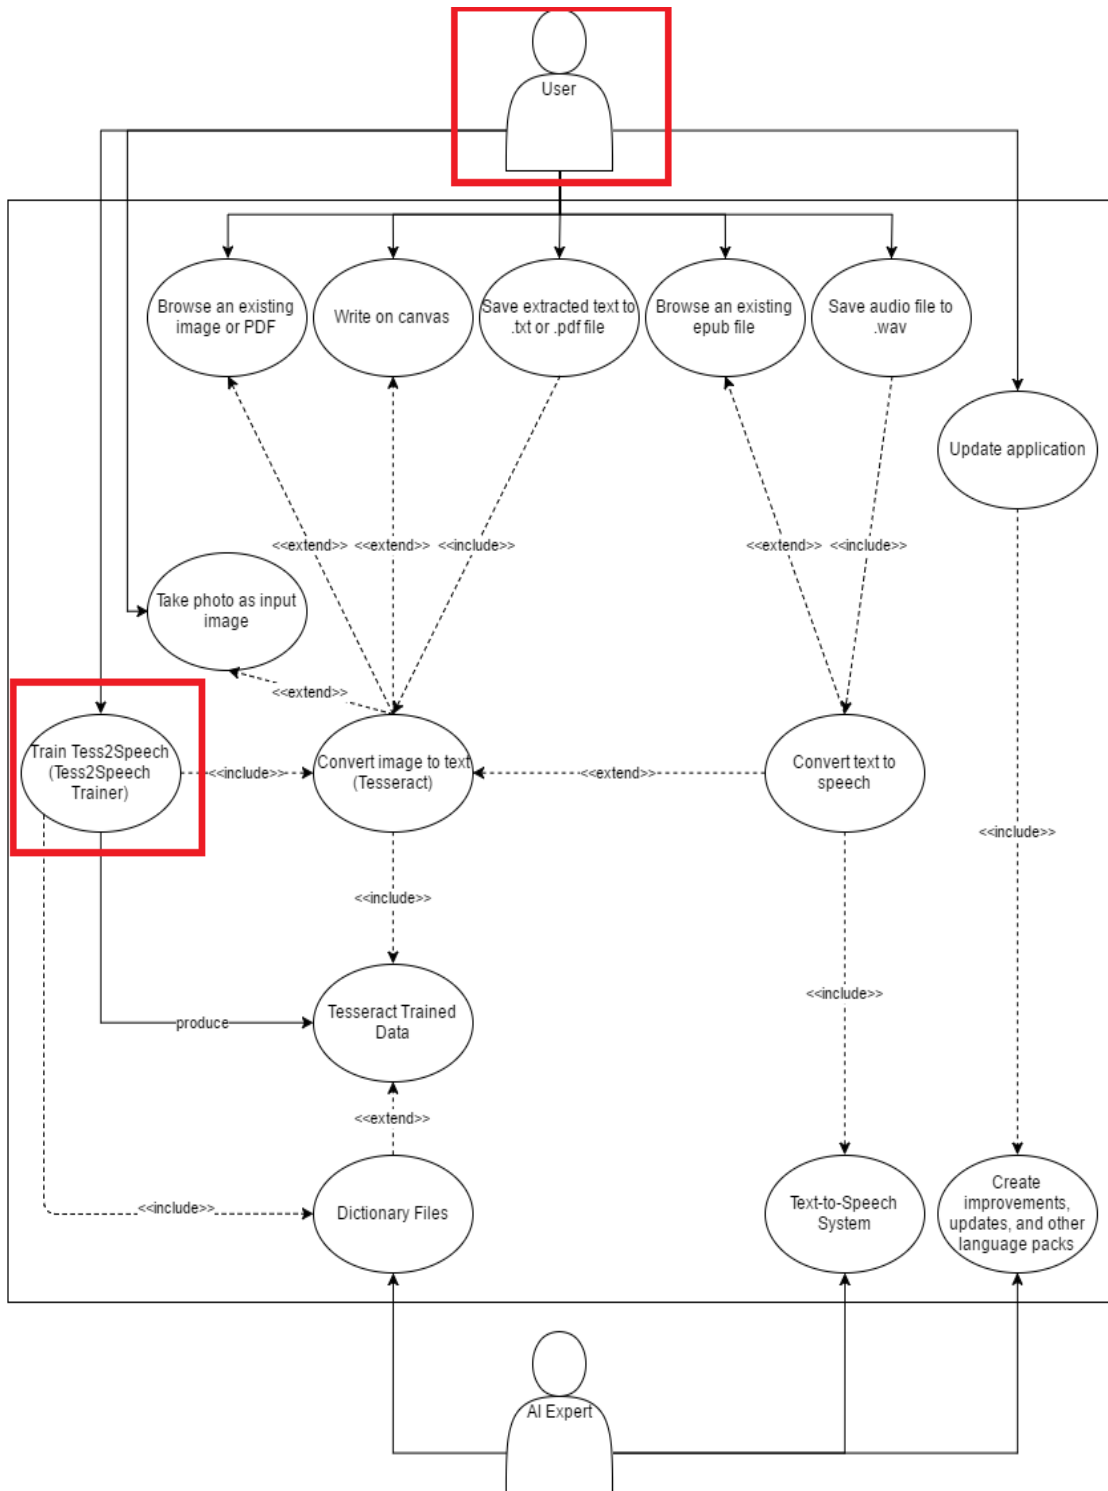 User
Browse an existing
image or PDF
Write on canvas
Save extracted text to
.txt or .pdf file
Browse an existing
epub file
Save audio file to
.wav
Update application
<<extend>>
<<extend>>
<<include>>
<<extend>>
<<include>>
Take photo as input
image
<<extend>>
Train Tess2Speech
(Tess2Speech
Trainer)
<<include>>
Convert image to text
(Tesseract)
<<extend>>
Convert text to
speech
<<include>>
<<include>>
<<include>>
Tesseract Trained
Data
produce
<<extend>>
<<include>>
Dictionary Files
Text-to-Speech
System
Create
improvements,
updates, and other
language packs
AI Expert